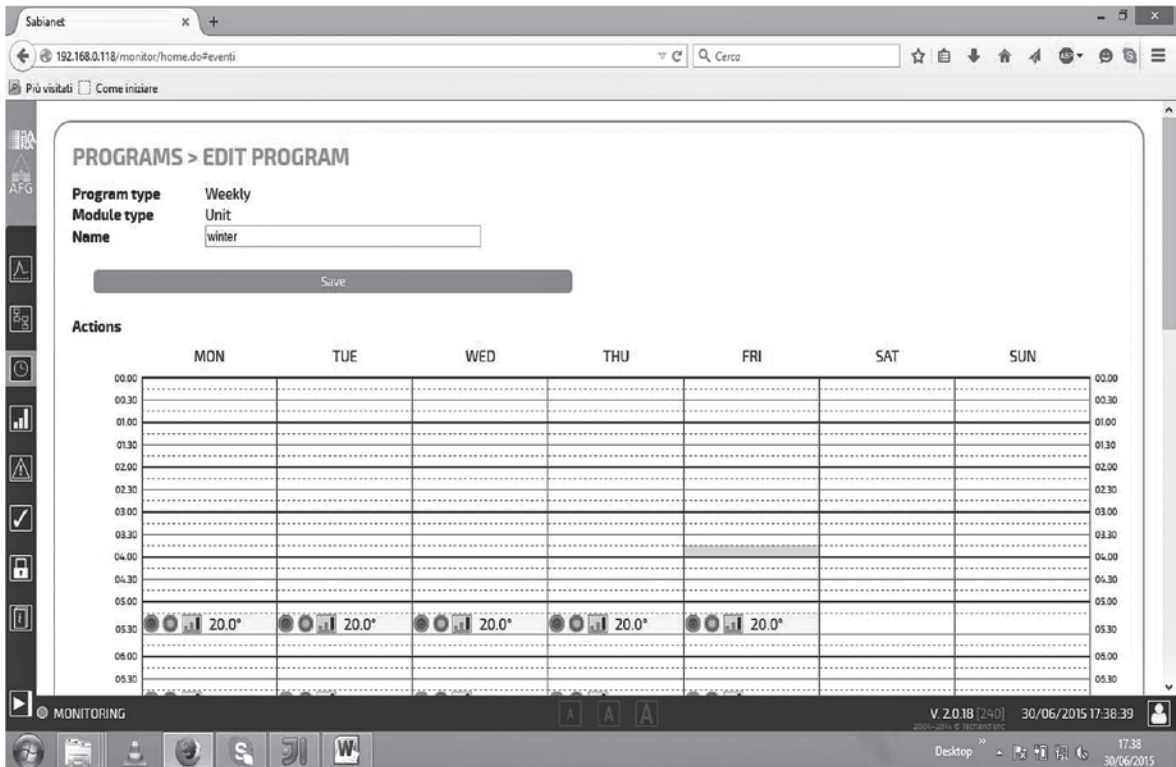 Sabianet
192.168.0.118/monitor/home.do#eventi
Cerca
ABP
Più visitati Come iniziare
AFG
PROGRAMS > EDIT PROGRAM
Program type Weekly
Module type Unit
Name winter
Save
Actions
MON TUE WED THU FRI SAT SUN
00.00 00.00
00.30 00.30
01.00 01.00
01.30 01.30
02.00 02.00
02.30 02.30
03.00 03.00
03.30 03.30
04.00 04.00
04.30 04.30
05.00 05.00
05.30 20.0° 20.0° 20.0° 20.0° 20.0° 05.30
06.00 06.00
06.30 06.30
MONITORING A A A V. 2.0.18 [240] 30/06/2015 17:38:39
Desktop 17.38
30/06/2015